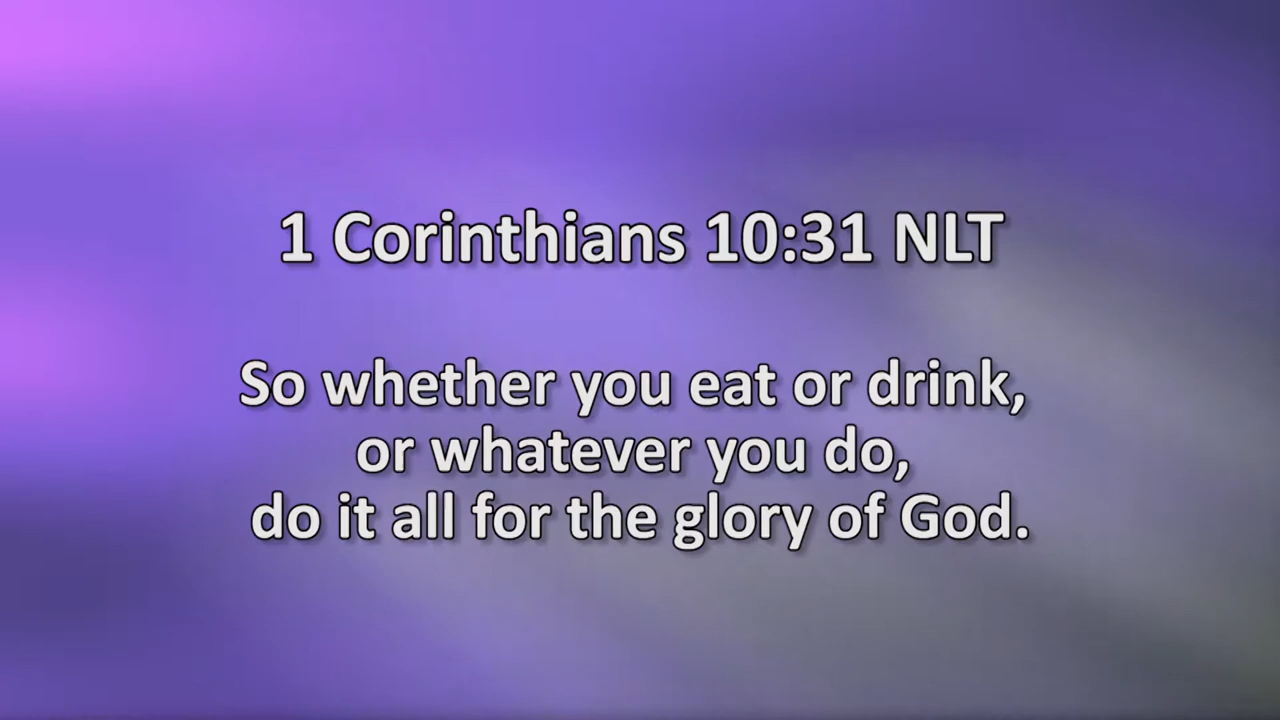 1 Corinthians 10:31 NLT
So whether you eat or drink,
or whatever you do,
do it all for the glory of God.